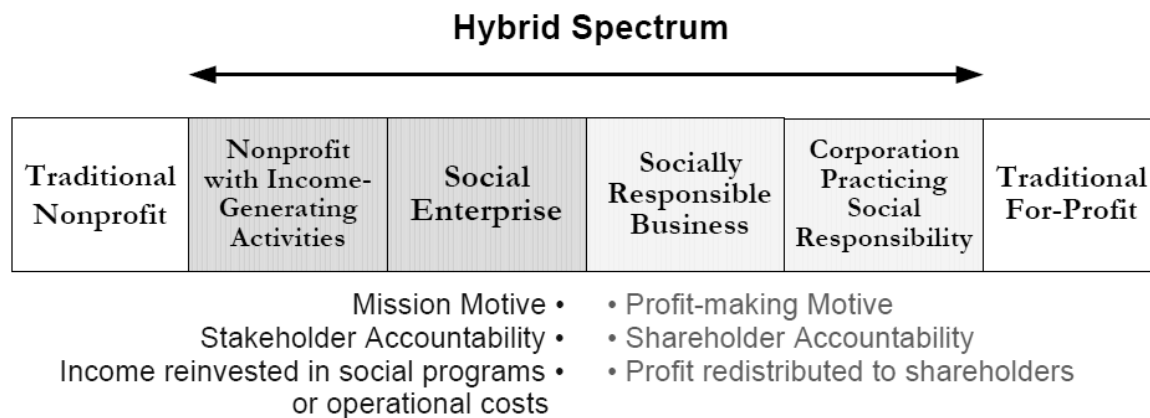 Hybrid Spectrum
Traditional
Nonprofit
Nonprofit
with Income-
Generating
Activities
Social
Enterprise
Socially
Responsible
Business
Corporation
Practicing
Social
Responsibility
Traditional
For-Profit
Mission Motive •
Stakeholder Accountability •
Income reinvested in social programs •
or operational costs
• Profit-making Motive
• Shareholder Accountability
• Profit redistributed to shareholders